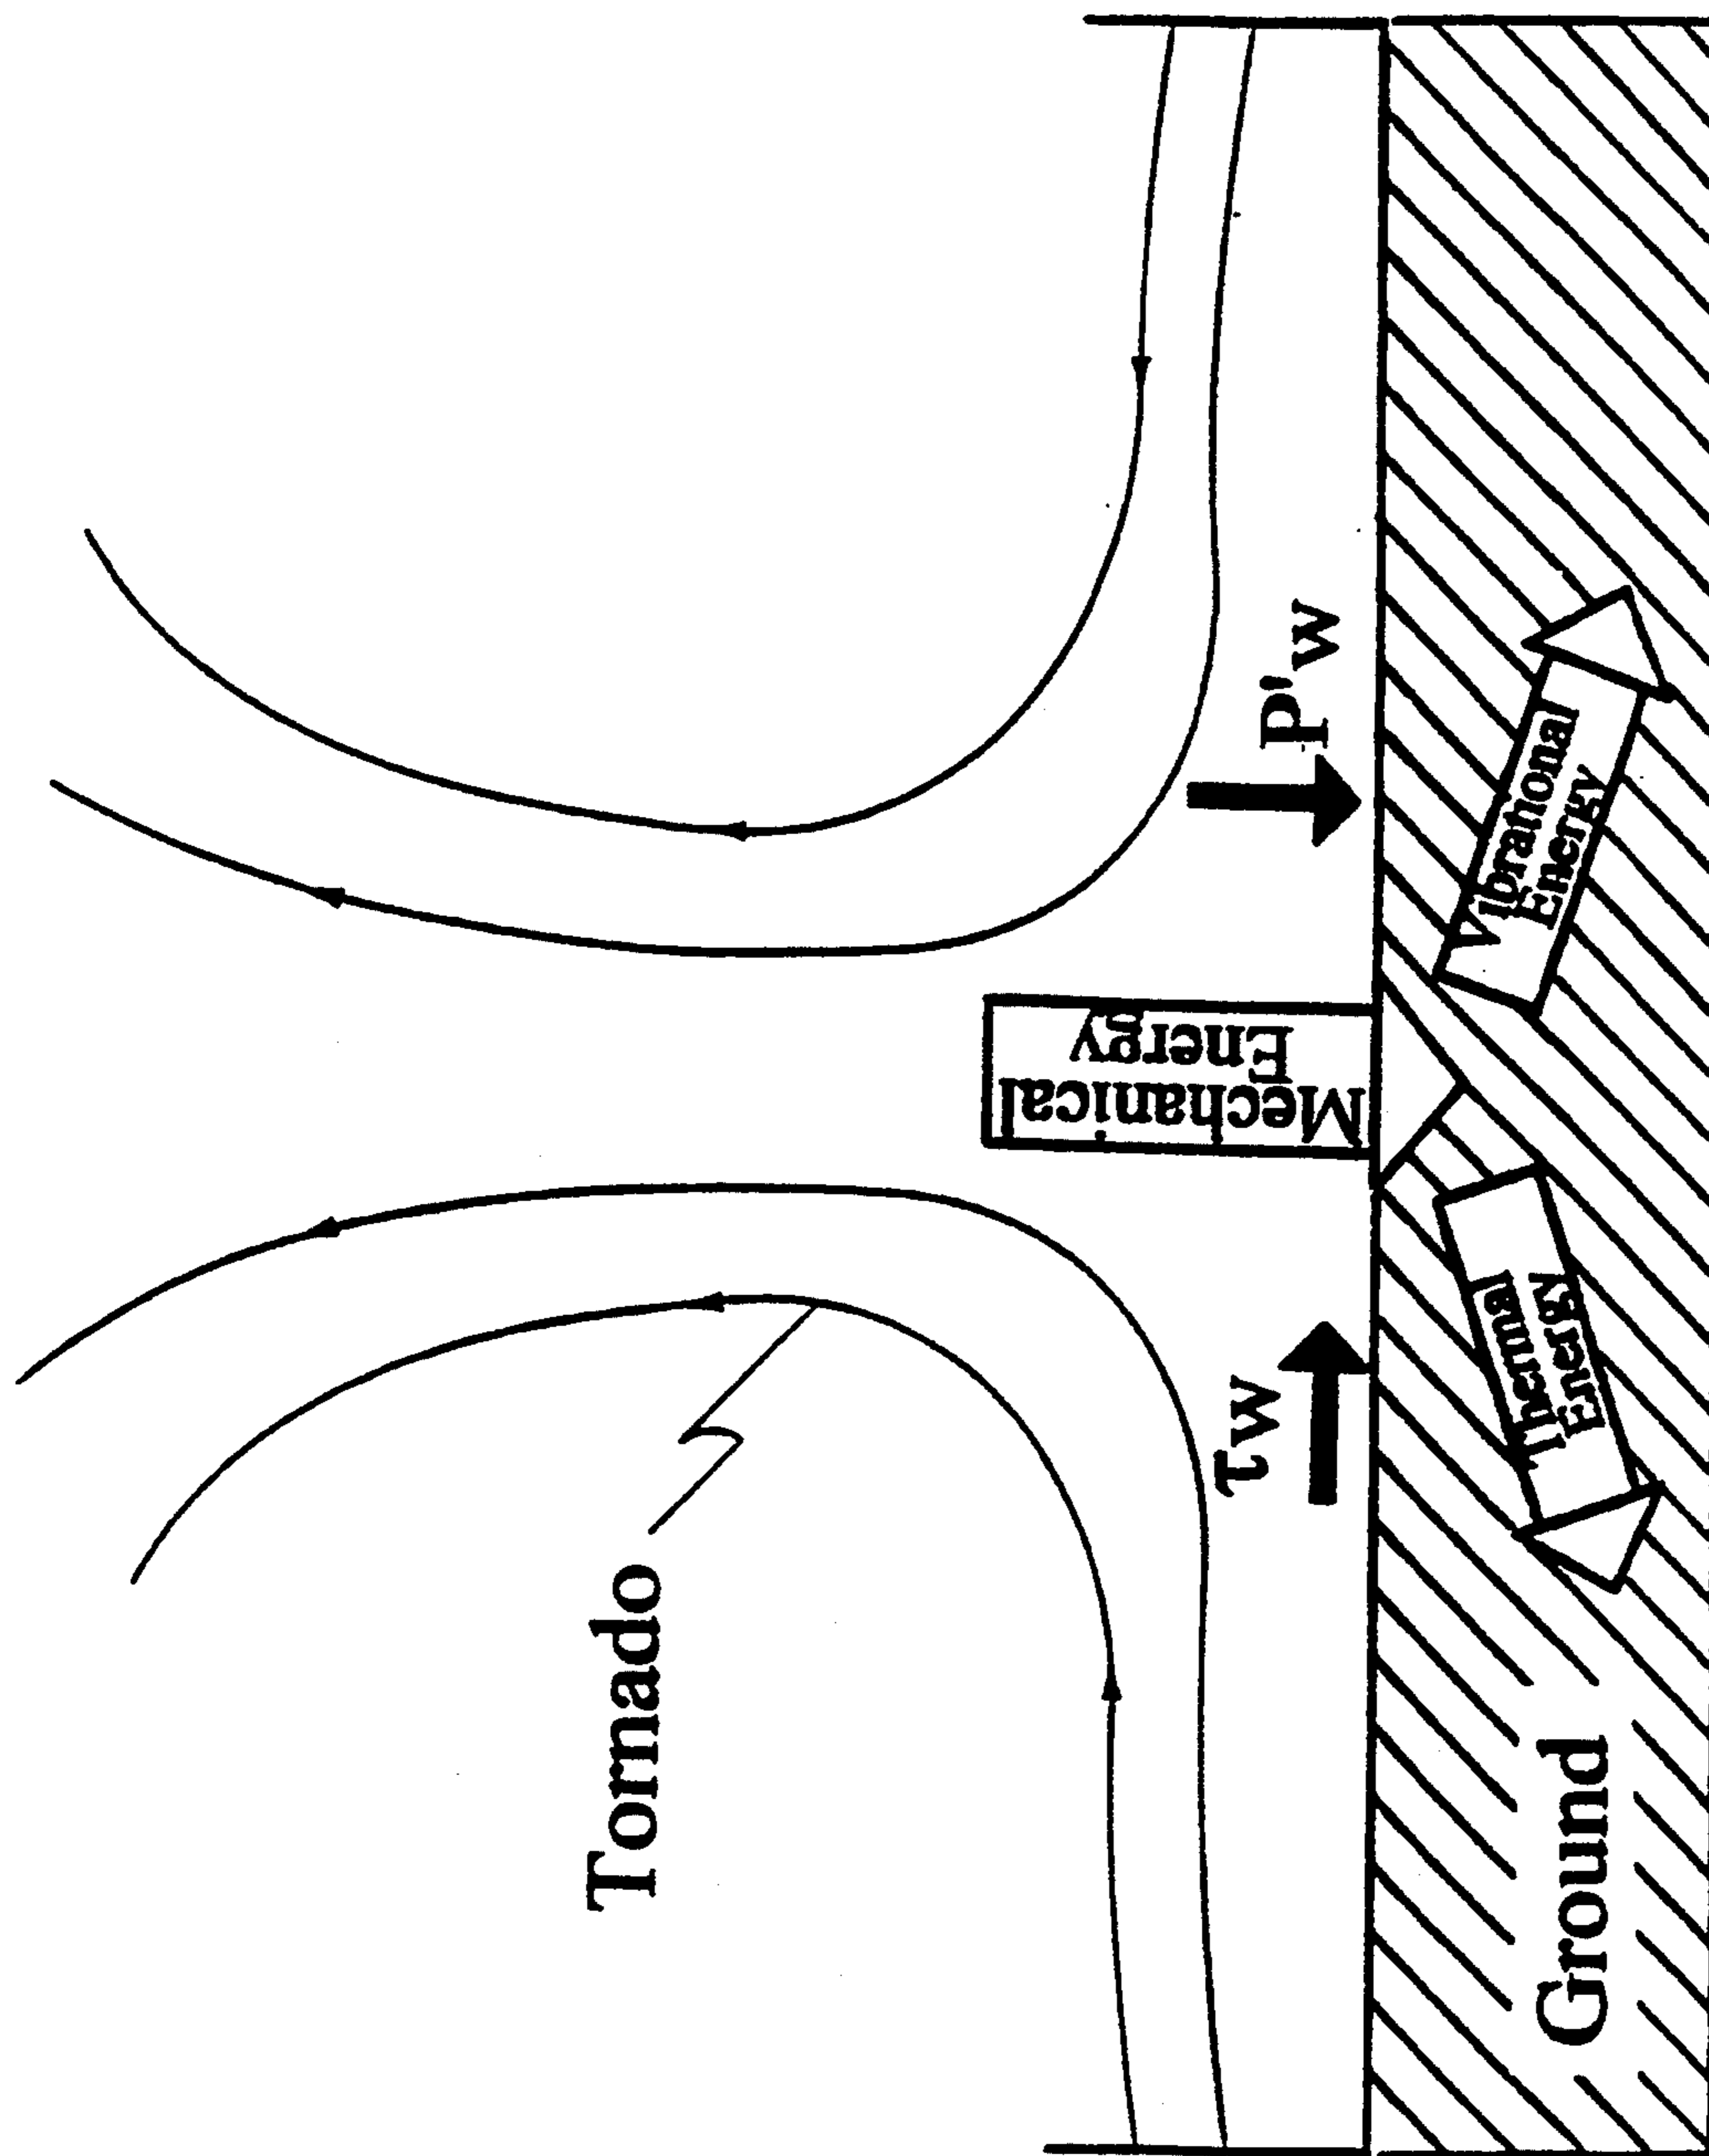 Tornado
τw
P'w
Mechanical
Energy
Thermal
Energy
Vibrational
Energy
Ground